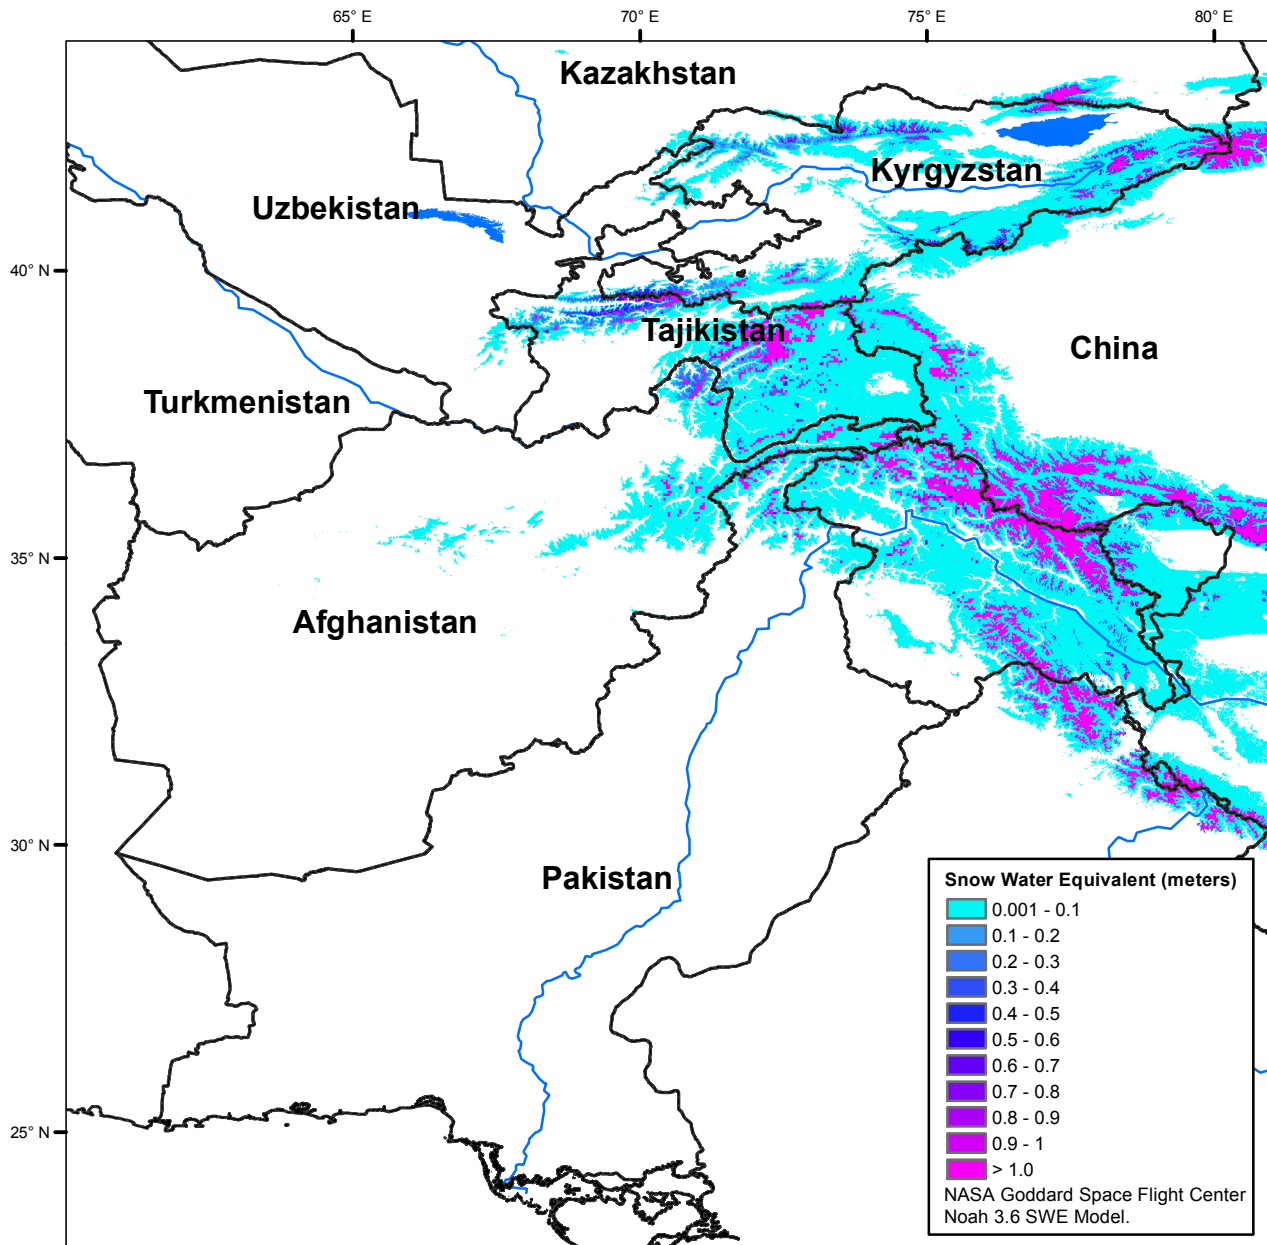 65° E
70° E
75° E
80° E
Kazakhstan
Kyrgyzstan
Uzbekistan
40° N
Tajikistan
China
Turkmenistan
35° N
Afghanistan
30° N
Pakistan
25° N
Snow Water Equivalent (meters)
0.001 - 0.1
0.1 - 0.2
0.2 - 0.3
0.3 - 0.4
0.4 - 0.5
0.5 - 0.6
0.6 - 0.7
0.7 - 0.8
0.8 - 0.9
0.9 - 1
> 1.0
NASA Goddard Space Flight Center
Noah 3.6 SWE Model.